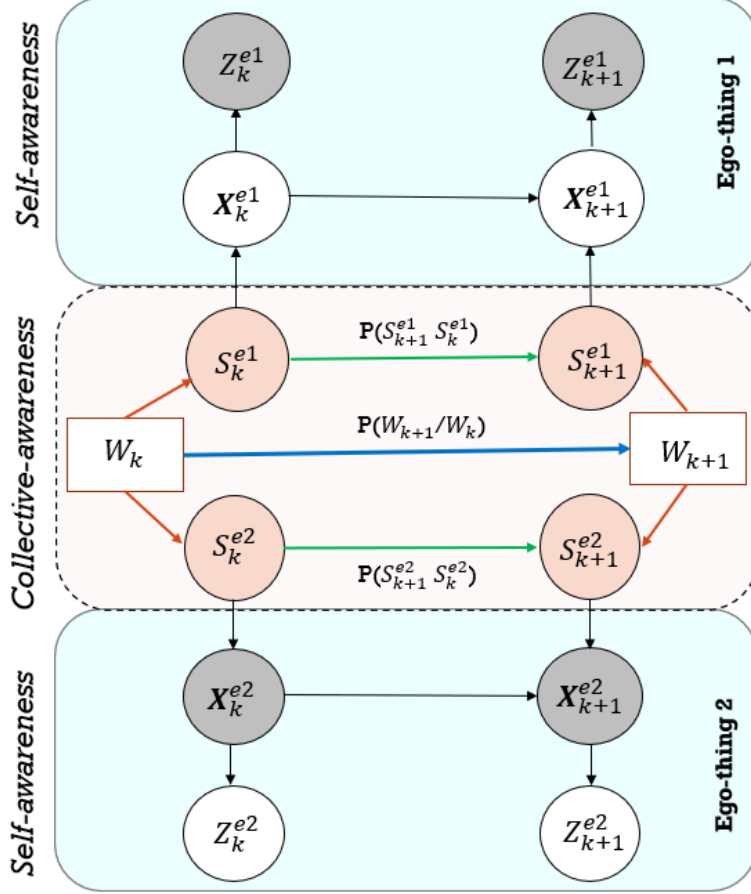 Self-awareness
Ego-thing 1
Z_k^{e1}
Z_{k+1}^{e1}
X_k^{e1}
X_{k+1}^{e1}
Collective-awareness
S_k^{e1}
P(S_{k+1}^{e1} S_k^{e1})
S_{k+1}^{e1}
W_k
P(W_{k+1}/W_k)
W_{k+1}
S_k^{e2}
P(S_{k+1}^{e2} S_k^{e2})
S_{k+1}^{e2}
Self-awareness
Ego-thing 2
X_k^{e2}
X_{k+1}^{e2}
Z_k^{e2}
Z_{k+1}^{e2}